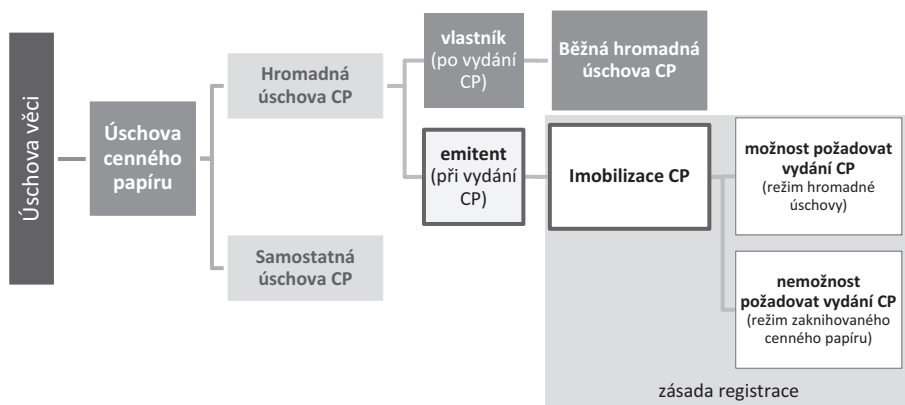 Úschova věci
Úschova
cenného
papíru
Hromadná
úschova CP
Samostatná
úschova CP
vlastník
(po vydání
CP)
emitent
(při vydání
CP)
Běžná hromadná
úschova CP
Imobilizace CP
možnost požadovat
vydání CP
(režim hromadné
úschovy)
nemožnost
požadovat vydání CP
(režim zaknihovaného
cenného papíru)
zásada registrace